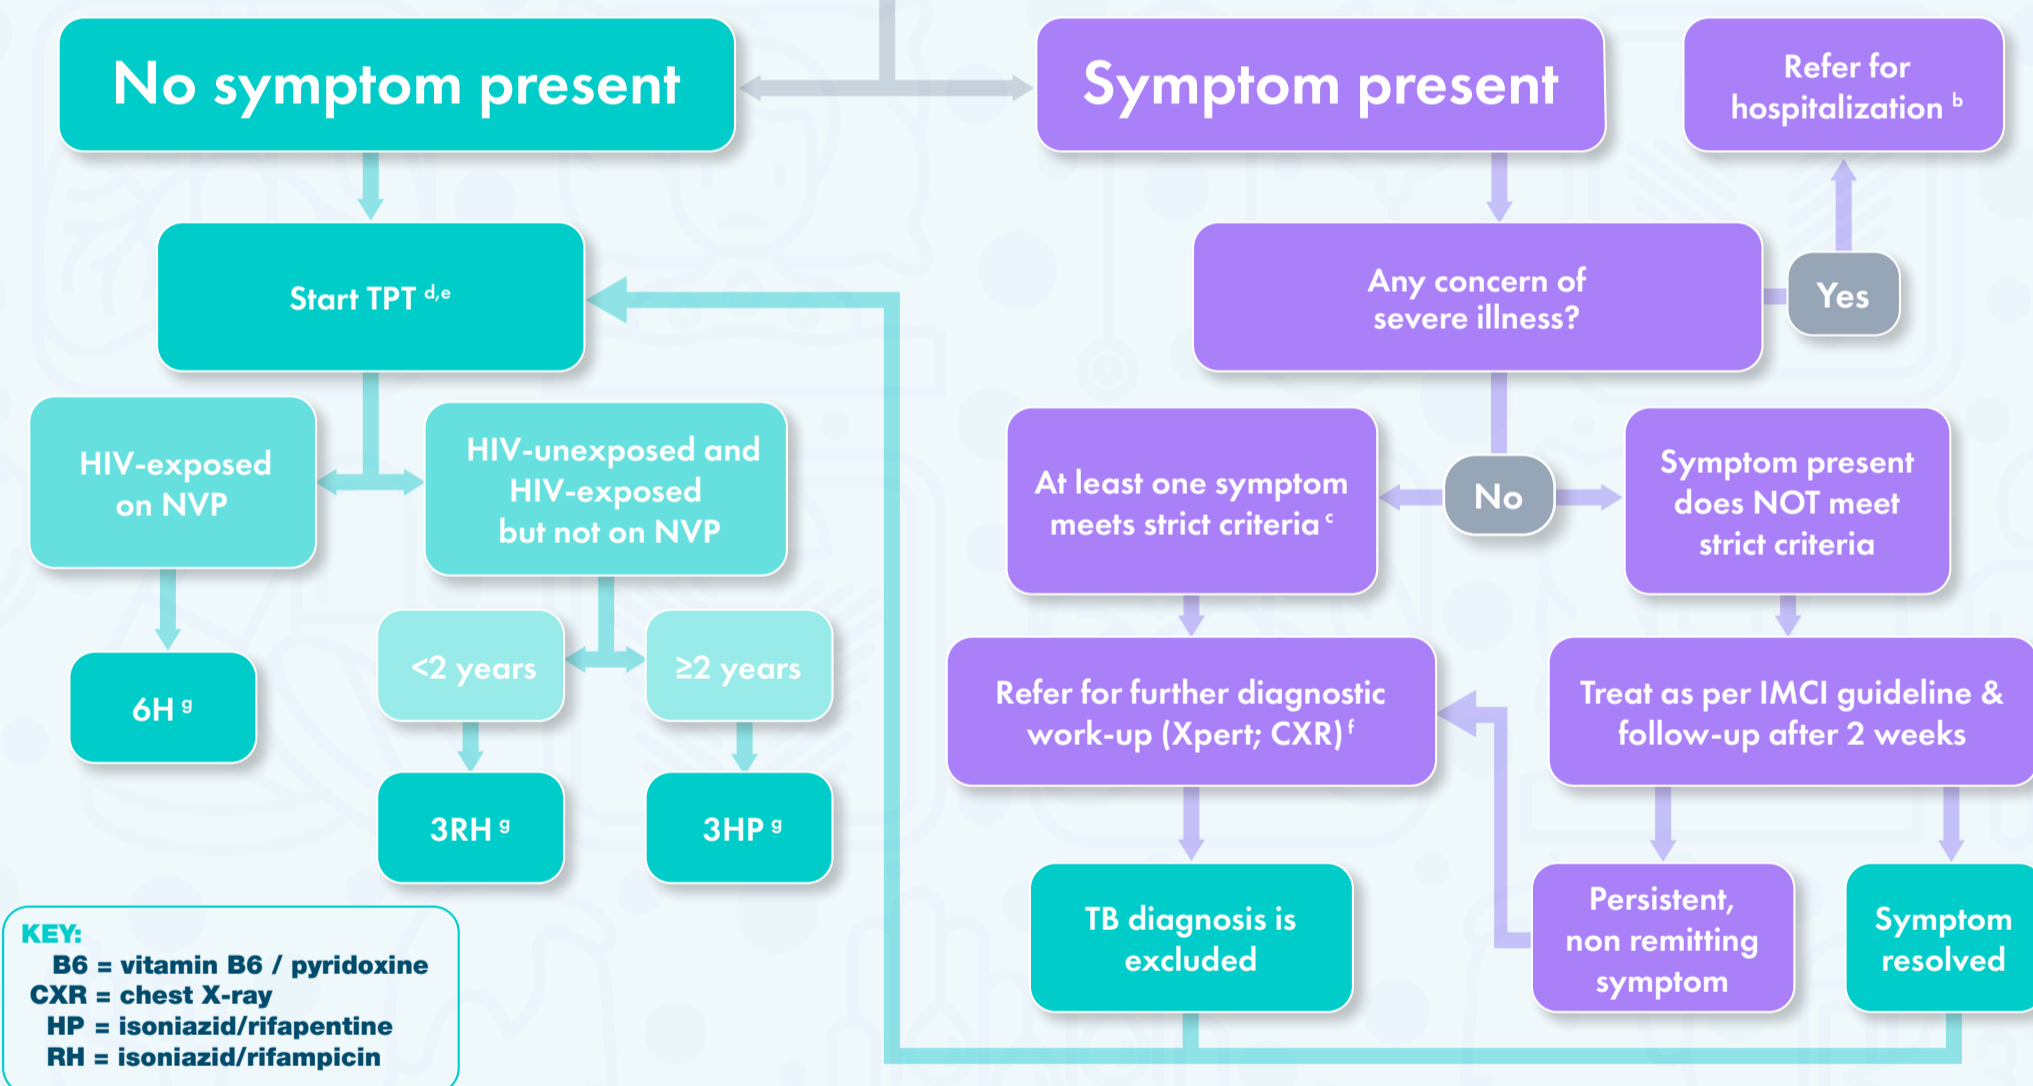 No symptom present
Symptom present
Refer for
hospitalization b
Start TPT d,e
Any concern of
severe illness?
Yes
HIV-exposed
on NVP
HIV-unexposed and
HIV-exposed
but not on NVP
At least one symptom
meets strict criteria c
No
Symptom present
does NOT meet
strict criteria
6H g
<2 years
≥2 years
Refer for further diagnostic
work-up (Xpert; CXR) f
Treat as per IMCI guideline &
follow-up after 2 weeks
3RH g
3HP g
TB diagnosis is
excluded
Persistent,
non remitting
symptom
Symptom
resolved
KEY:
B6 = vitamin B6 / pyridoxine
CXR = chest X-ray
HP = isoniazid/rifapentine
RH = isoniazid/rifampicin